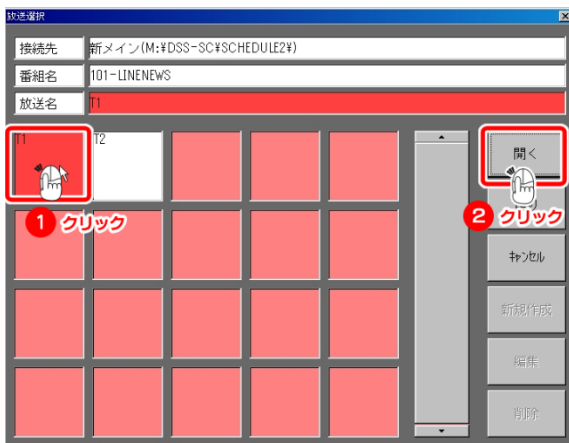 放送選択
接続先 新メイン(M:¥DSS-SC¥SCHEDULE2¥)
番組名 101-LINENEWS
放送名 T1
T1 T2
開く
1 クリック
2 クリック
キャンセル
新規作成
編集
削除